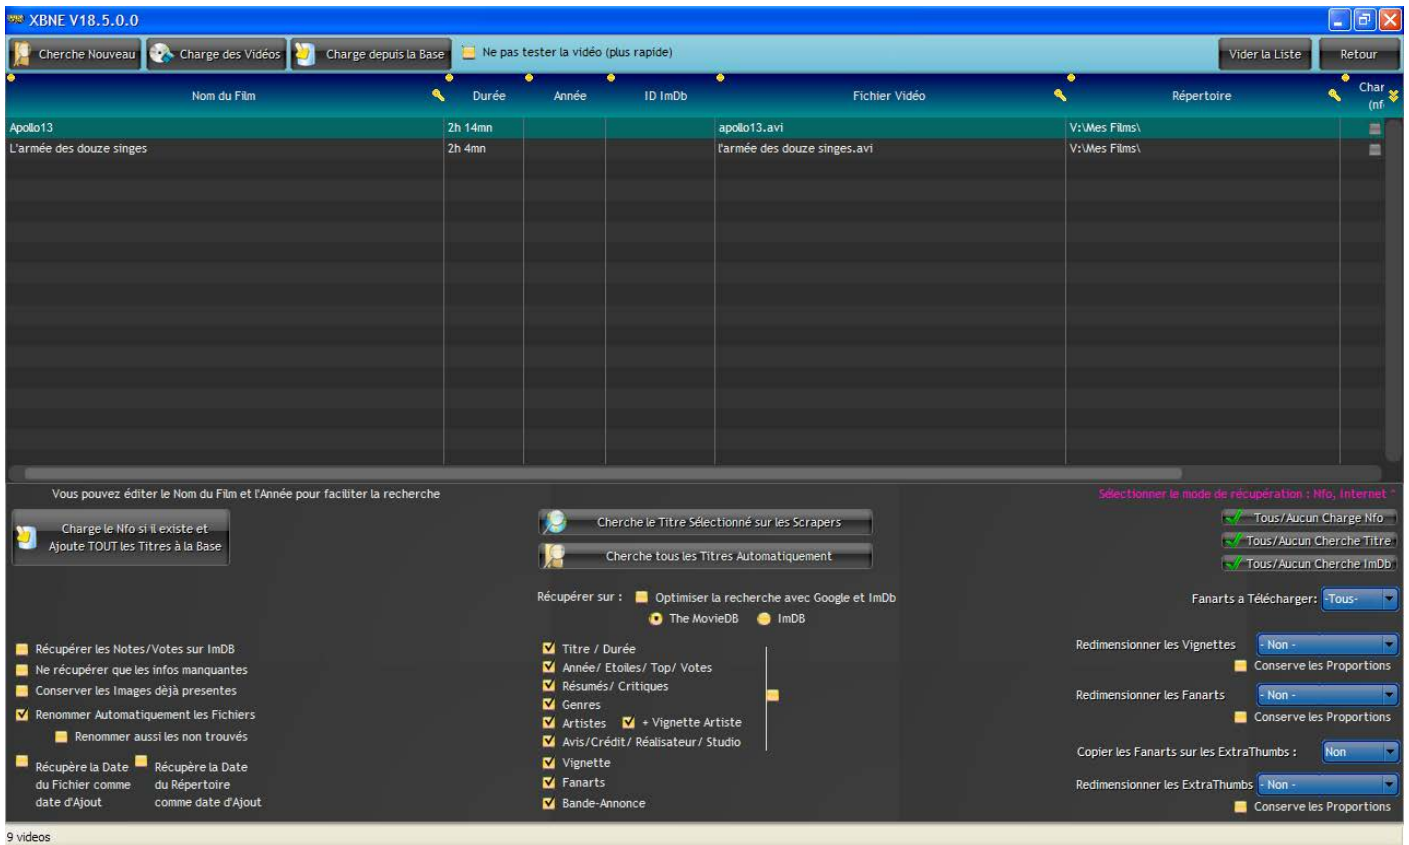 XBNE V18.5.0.0
Cherche Nouveau Charge des Vidéos Charge depuis la Base Ne pas tester la vidéo (plus rapide) Vider la Liste Retour
Nom du Film Durée Année ID ImDb Fichier Vidéo Répertoire Char
(nf
Apollo13 2h 14mn apollo13.avi V:\Mes Films\
L'armée des douze singes 2h 4mn l'armée des douze singes.avi V:\Mes Films\
Vous pouvez éditer le Nom du Film et l'Année pour faciliter la recherche
Sélectionner le mode de récupération : Nfo, Internet ^
Charge le Nfo si il existe et
Ajoute TOUT les Titres à la Base
Cherche le Titre Sélectionné sur les Scrapers
Cherche tous les Titres Automatiquement
Tous/Aucun Charge Nfo
Tous/Aucun Cherche Titre
Tous/Aucun Cherche ImDb
Récupérer sur : Optimiser la recherche avec Google et ImDb
The MovieDB ImDB
Fanarts a Télécharger: -Tous-
Récupérer les Notes/Votes sur ImDB
Ne récupérer que les infos manquantes
Conserver les Images dèjà presentes
Renommer Automatiquement les Fichiers
Renommer aussi les non trouvés
Récupère la Date
du Fichier comme
date d'Ajout
Récupère la Date
du Répertoire
comme date d'Ajout
Titre / Durée
Année/ Etoiles/ Top/ Votes
Résumés/ Critiques
Genres
Artistes + Vignette Artiste
Avis/Crédit/ Réalisateur/ Studio
Vignette
Fanarts
Bande-Annonce
Redimensionner les Vignettes - Non -
Conserve les Proportions
Redimensionner les Fanarts - Non -
Conserve les Proportions
Copier les Fanarts sur les ExtraThumbs : Non
Redimensionner les ExtraThumbs - Non -
Conserve les Proportions
9 videos